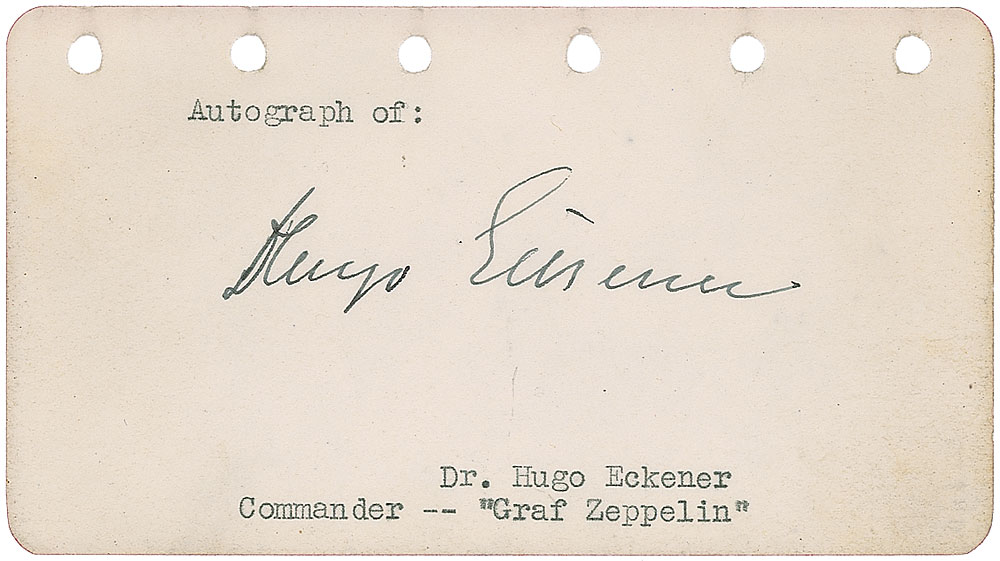 Autograph of:
Hugo Eckener
Dr. Hugo Eckener
Commander -- "Graf Zeppelin"